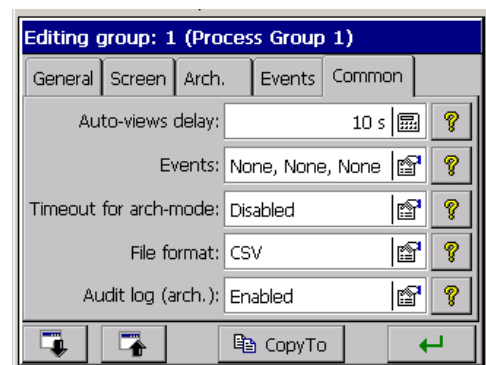 Editing group: 1 (Process Group 1)
General Screen Arch. Events Common
Auto-views delay: 10 s ?
Events: None, None, None ?
Timeout for arch-mode: Disabled ?
File format: CSV ?
Audit log (arch.): Enabled ?
CopyTo